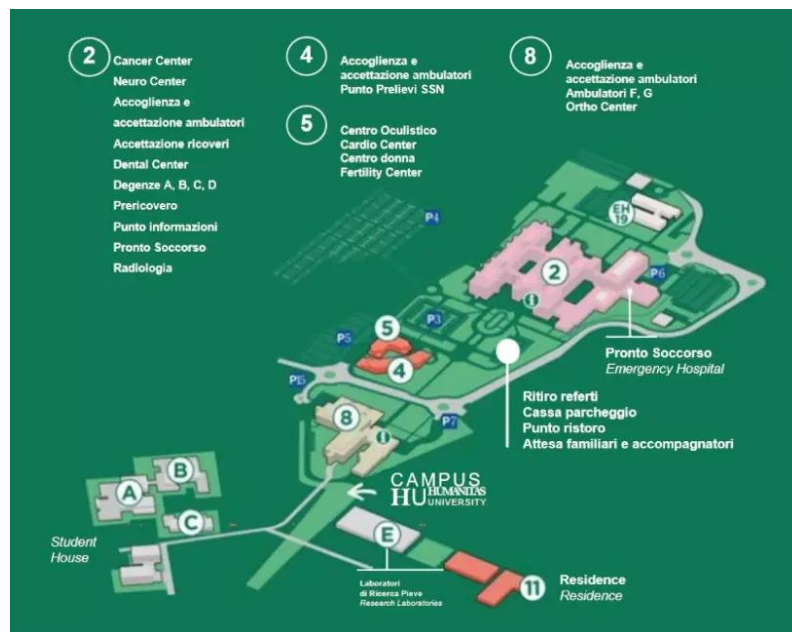 2
Cancer Center
Neuro Center
Accoglienza e
accettazione ambulatori
Accettazione ricoveri
Dental Center
Degenze A, B, C, D
Prericovero
Punto informazioni
Pronto Soccorso
Radiologia
4
Accoglienza e
accettazione ambulatori
Punto Prelievi SSN
5
Centro Oculistico
Cardio Center
Centro donna
Fertility Center
8
Accoglienza e
accettazione ambulatori
Ambulatori F, G
Ortho Center
EH
19
P4
2
P6
i
P3
5
P5
4
P15
Pronto Soccorso
Emergency Hospital
Ritiro referti
Cassa parcheggio
Punto ristoro
Attesa familiari e accompagnatori
8
P7
i
B
A
C
CAMPUS
HUMANITAS
HU UNIVERSITY
E
Student
House
Laboratori
di Ricerca Pieve
Research Laboratories
11
Residence
Residence